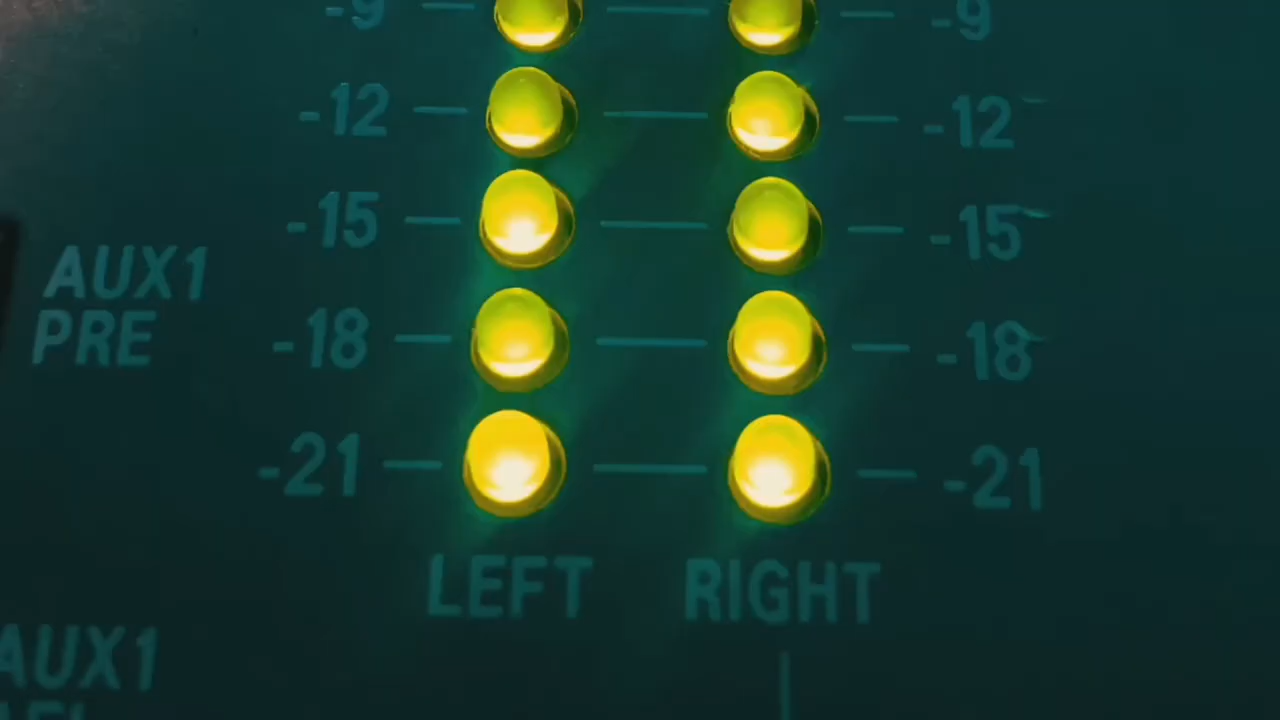 -9 -9
-12 -12
-15 -15
AUX1
PRE
-18 -18
-21 -21
LEFT RIGHT
AUX1